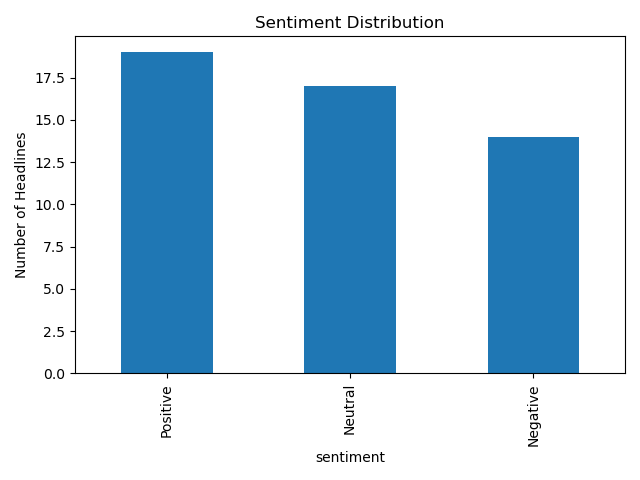 Sentiment Distribution
Number of Headlines
17.5
15.0
12.5
10.0
7.5
5.0
2.5
0.0
Positive
Neutral
Negative
sentiment